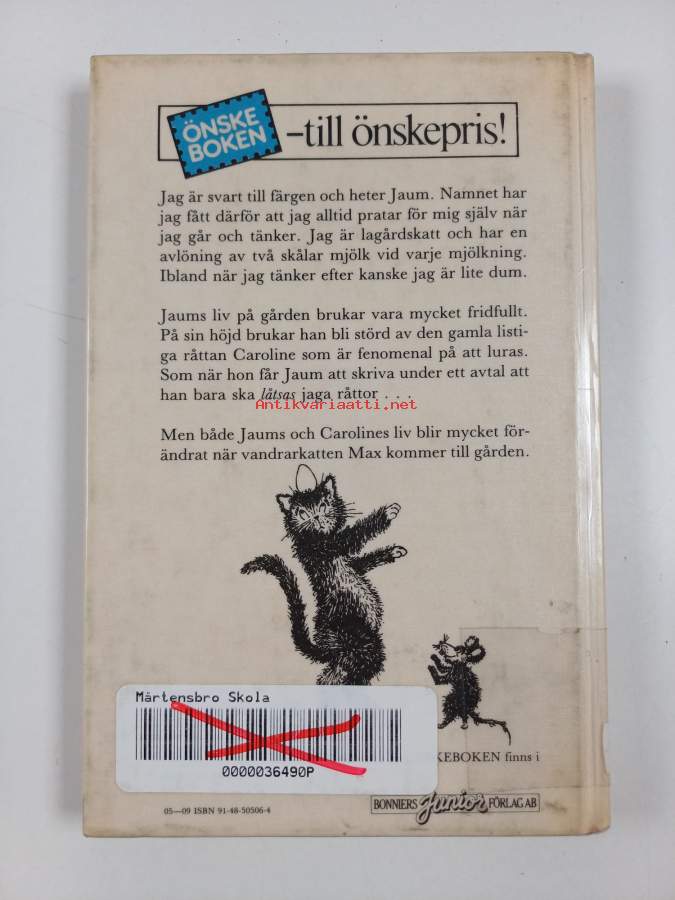 ÖNSKE
BOKEN
–till önskepris!
Jag är svart till färgen och heter Jaum. Namnet har
jag fått därför att jag alltid pratar för mig själv när
jag går och tänker. Jag är lagårdskatt och har en
avlöning av två skålar mjölk vid varje mjölkning.
Ibland när jag tänker efter kanske jag är lite dum.
Jaums liv på gården brukar vara mycket fridfullt.
På sin höjd brukar han bli störd av den gamla listi-
ga råttan Caroline som är fenomenal på att luras.
Som när hon får Jaum att skriva under ett avtal att
han bara ska låtsas jaga råttor . . .
Antikvariaatti.net
Men både Jaums och Carolines liv blir mycket för-
ändrat när vandrarkatten Max kommer till gården.
Mårtensbro Skola
0000036490P
KEBOKEN finns i
05—09 ISBN 91-48-50506-4
BONNIERS Junior FÖRLAG AB